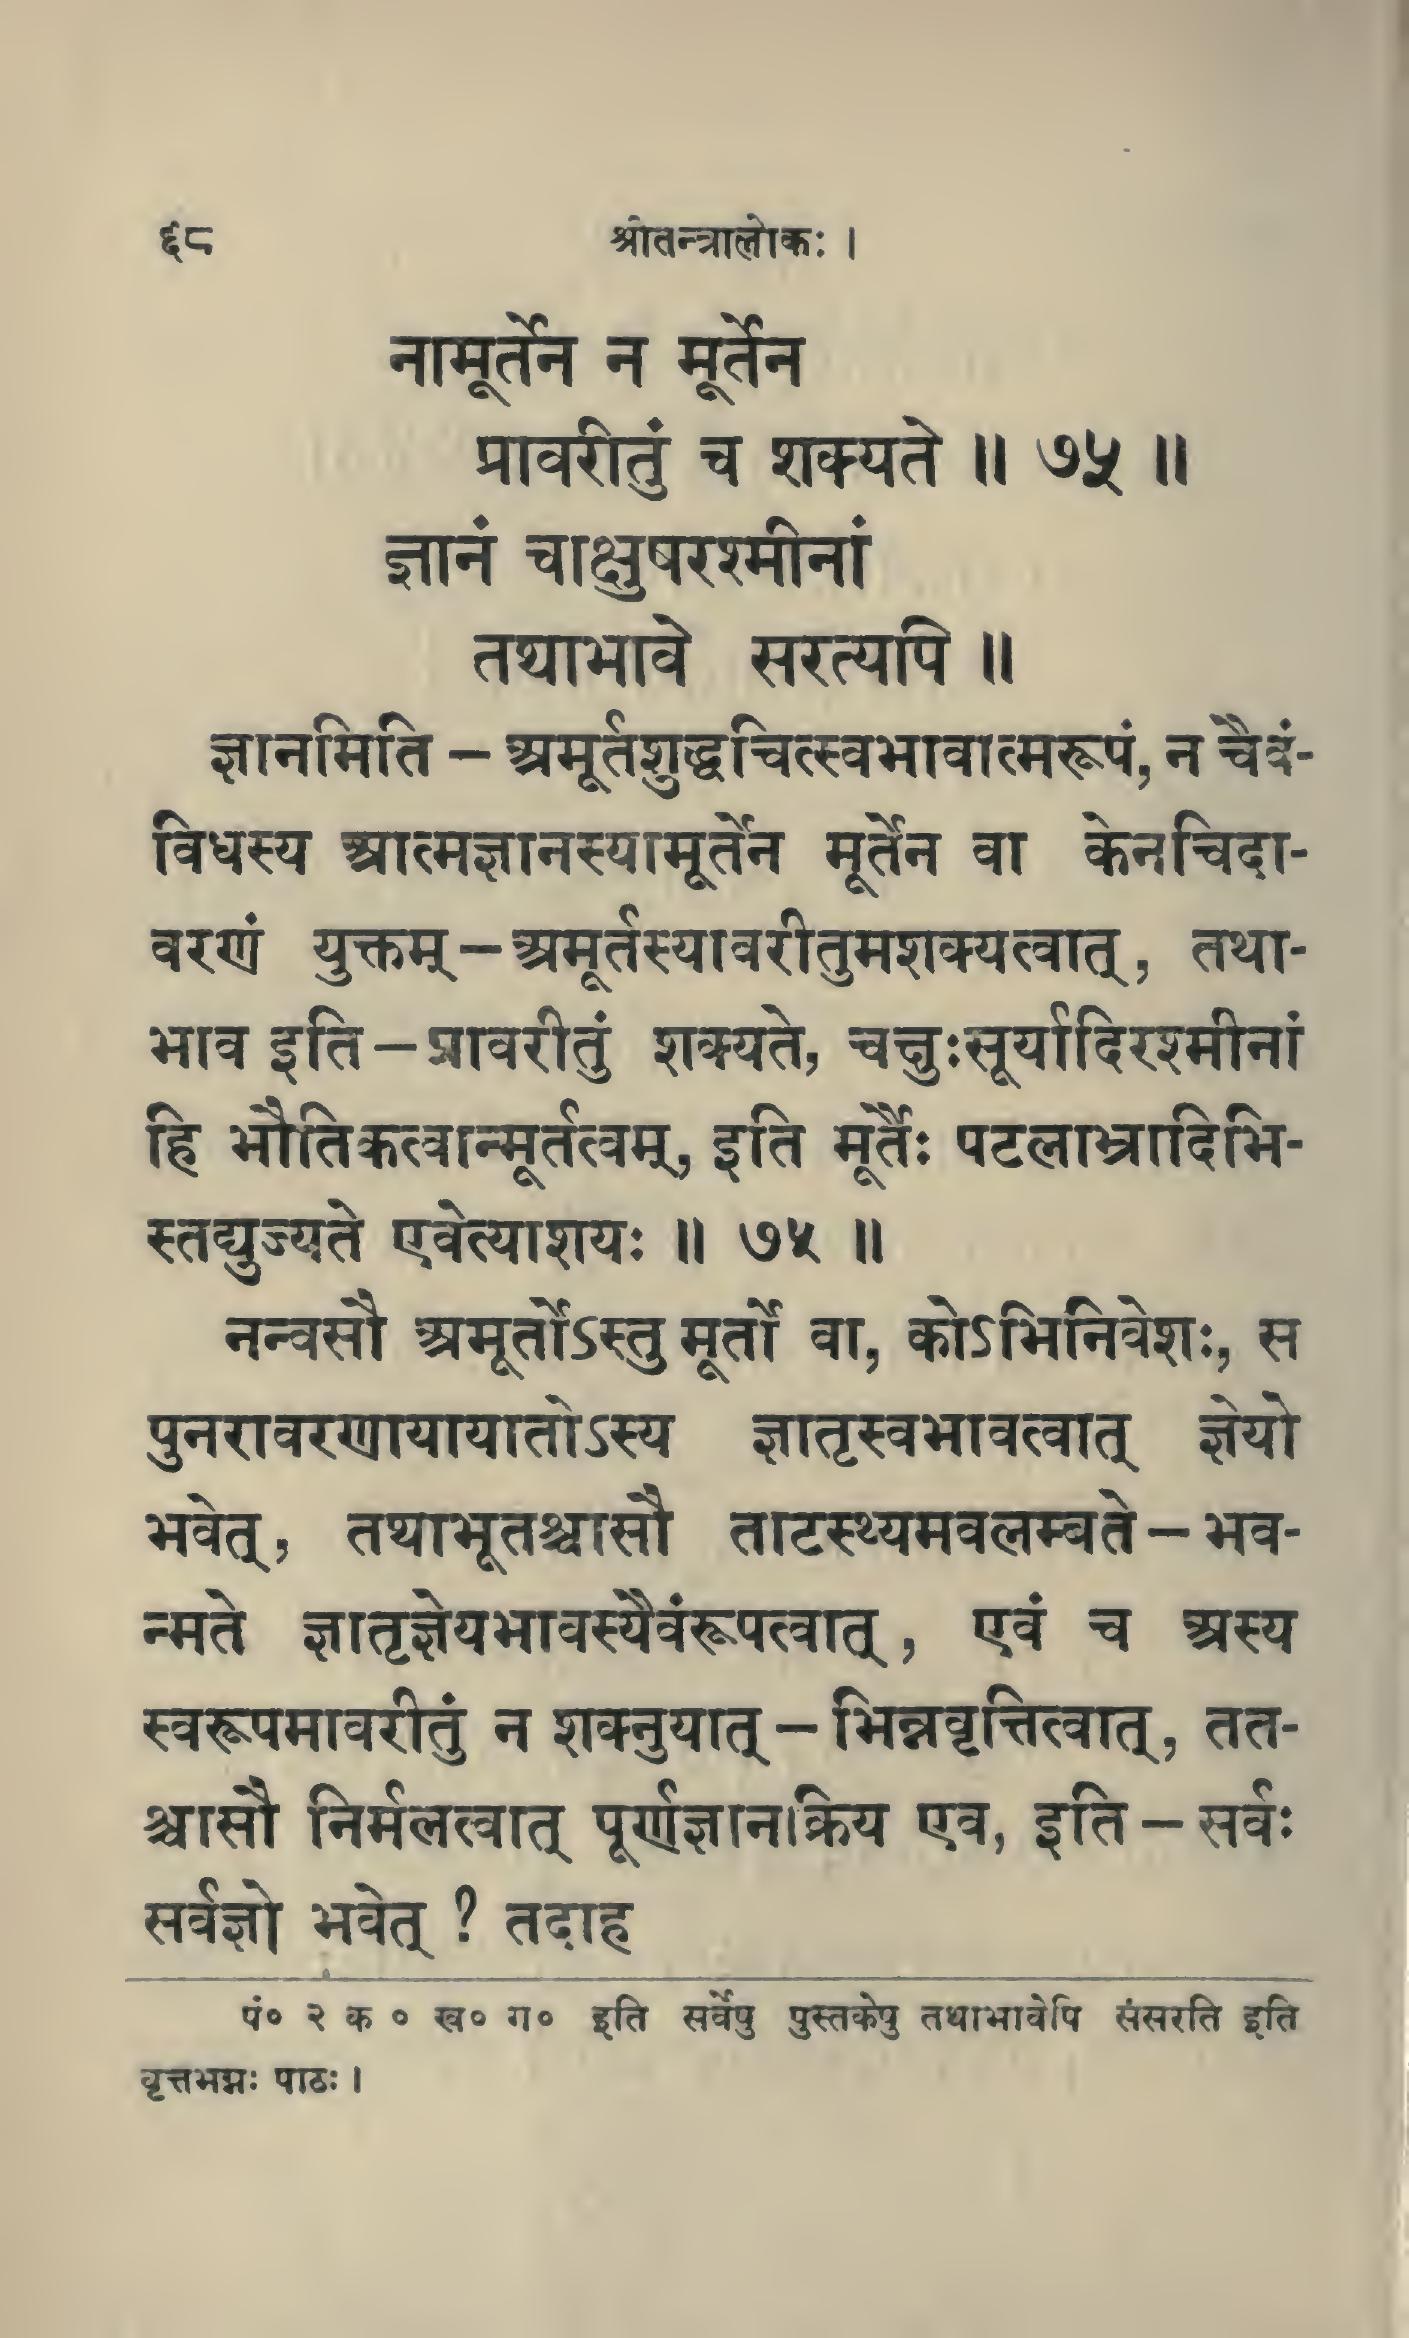 ६८ श्रीतन्त्रालोकः ।
नामूर्तेन न मूर्तेन
प्रावरीतुं च शक्यते ॥ ७५ ॥
ज्ञानं चाक्षुषरश्मीनां
तथाभावे सरत्यपि ॥
ज्ञानमिति – अमूर्तशुद्धचित्स्वभावात्मरूपं, न चैवं-
विधस्य आत्मज्ञानस्यामूर्तेन मूर्तेन वा केनचिदा-
वरणं युक्तम् – अमूर्तस्यावरीतुमशक्यत्वात्, तथा-
भाव इति – प्रावरीतुं शक्यते, चक्षुःसूर्यादिरश्मीनां
हि भौतिकत्वान्मूर्तत्वम्, इति मूर्तैः पटलाभ्रादिभि-
स्तद्युज्यते एवेत्याशयः ॥ ७५ ॥
नन्वसौ अमूर्तोऽस्तु मूर्तो वा, कोऽभिनिवेशः, स
पुनरावरणायायातोऽस्य ज्ञातृस्वभावत्वात् ज्ञेयो
भवेत्, तथाभूतश्चासौ ताटस्थ्यमवलम्बते – भव-
न्मते ज्ञातृज्ञेयभावस्यैवंरूपत्वात्, एवं च अस्य
स्वरूपमावरीतुं न शक्नुयात् – भिन्नवृत्तित्वात्, तत-
श्चासौ निर्मलत्वात् पूर्णज्ञानक्रिय एव, इति – सर्वः
सर्वज्ञो भवेत् ? तदाह
पं० २ क ० ख० ग० इति सर्वेषु पुस्तकेषु तथाभावेपि संसरति इति
वृत्तभग्नः पाठः ।